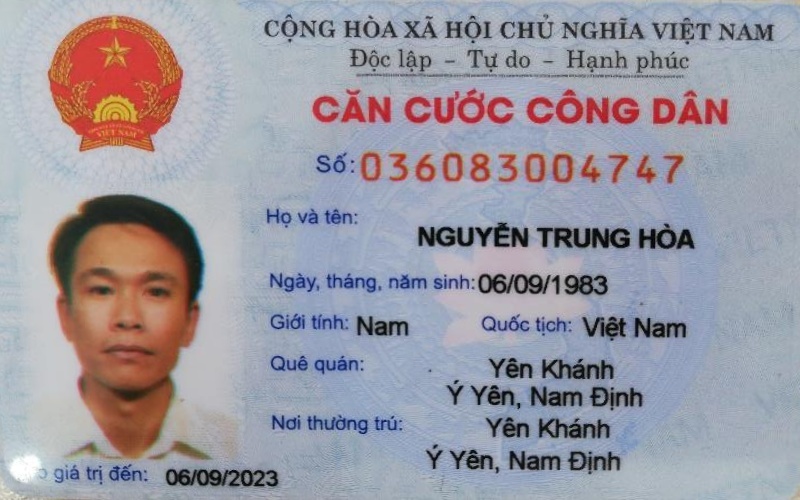 CỘNG HÒA XÃ HỘI CHỦ NGHĨA VIỆT NAM
Độc lập - Tự do - Hạnh phúc
CĂN CƯỚC CÔNG DÂN
Số: 036083004747
Họ và tên:
NGUYỄN TRUNG HÒA
Ngày, tháng, năm sinh: 06/09/1983
Giới tính: Nam Quốc tịch: Việt Nam
Quê quán: Yên Khánh
Ý Yên, Nam Định
Nơi thường trú: Yên Khánh
Ý Yên, Nam Định
giá trị đến: 06/09/2023
VIỆT NAM